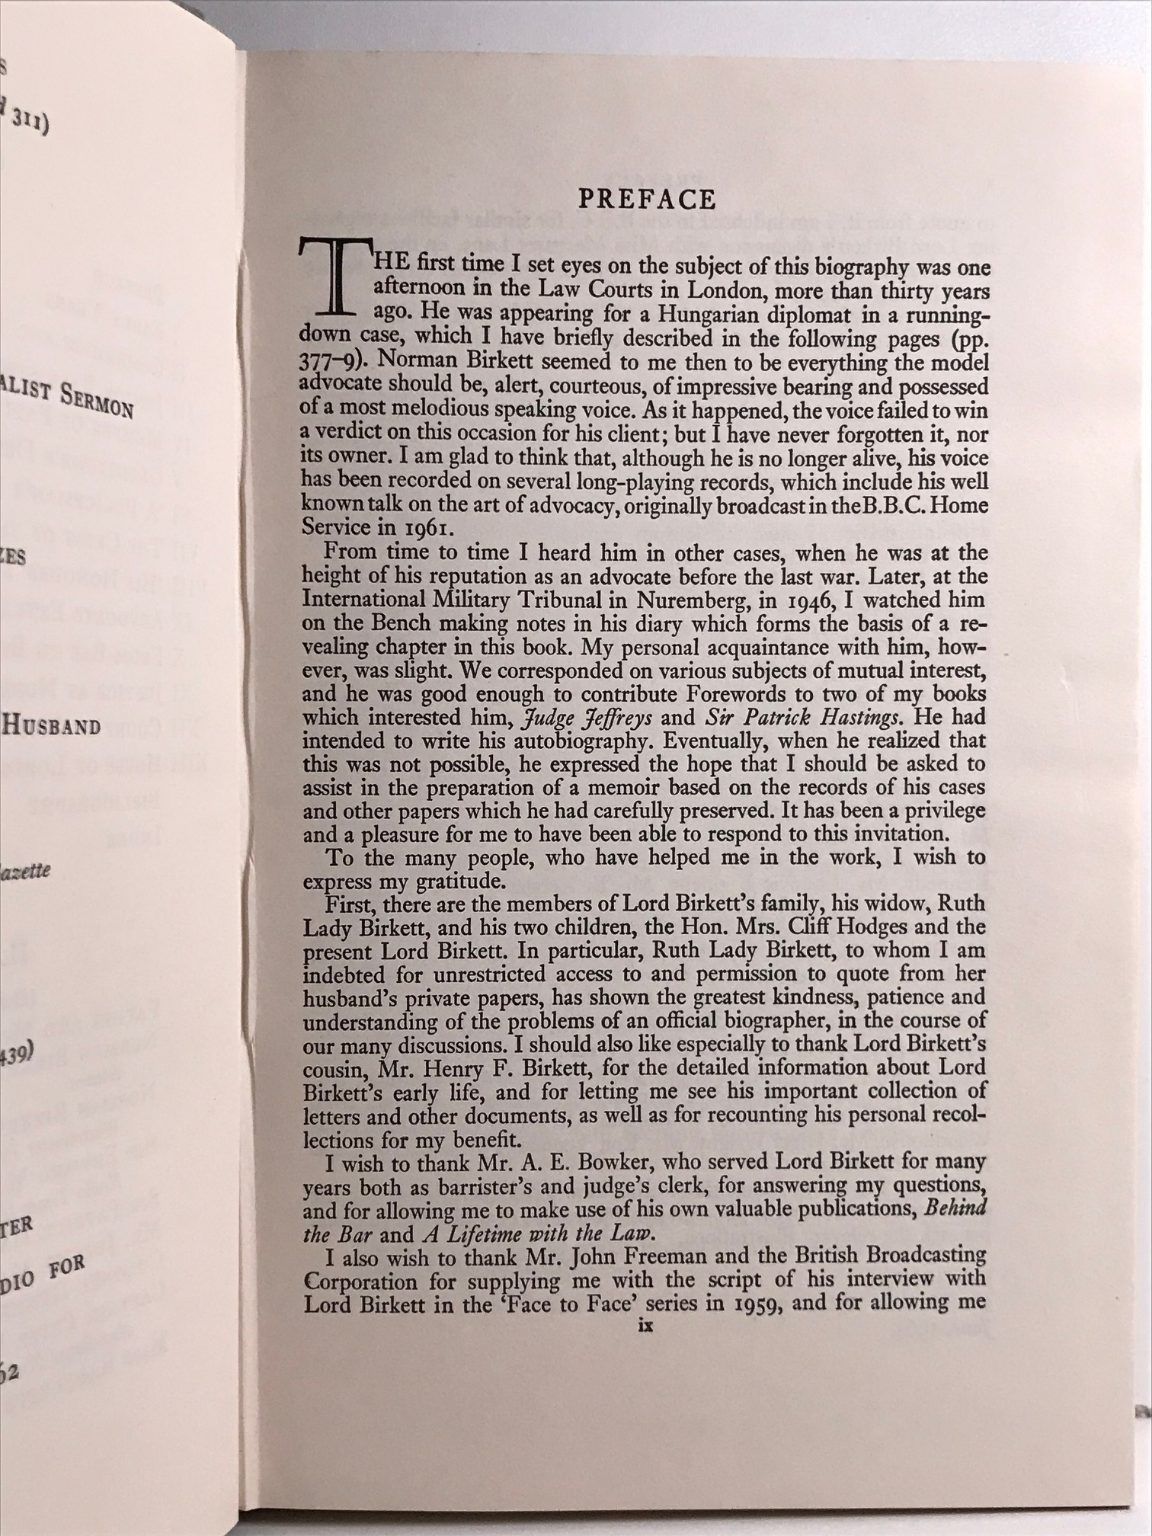 311)
ALIST SERMON
ZES
HUSBAND
azette
439)
TER
DIO FOR
62
PREFACE
THE first time I set eyes on the subject of this biography was one
afternoon in the Law Courts in London, more than thirty years
ago. He was appearing for a Hungarian diplomat in a running-
down case, which I have briefly described in the following pages (pp.
377–9). Norman Birkett seemed to me then to be everything the model
advocate should be, alert, courteous, of impressive bearing and possessed
of a most melodious speaking voice. As it happened, the voice failed to win
a verdict on this occasion for his client; but I have never forgotten it, nor
its owner. I am glad to think that, although he is no longer alive, his voice
has been recorded on several long-playing records, which include his well
known talk on the art of advocacy, originally broadcast in the B.B.C. Home
Service in 1961.
From time to time I heard him in other cases, when he was at the
height of his reputation as an advocate before the last war. Later, at the
International Military Tribunal in Nuremberg, in 1946, I watched him
on the Bench making notes in his diary which forms the basis of a re-
vealing chapter in this book. My personal acquaintance with him, how-
ever, was slight. We corresponded on various subjects of mutual interest,
and he was good enough to contribute Forewords to two of my books
which interested him, Judge Jeffreys and Sir Patrick Hastings. He had
intended to write his autobiography. Eventually, when he realized that
this was not possible, he expressed the hope that I should be asked to
assist in the preparation of a memoir based on the records of his cases
and other papers which he had carefully preserved. It has been a privilege
and a pleasure for me to have been able to respond to this invitation.
To the many people, who have helped me in the work, I wish to
express my gratitude.
First, there are the members of Lord Birkett's family, his widow, Ruth
Lady Birkett, and his two children, the Hon. Mrs. Cliff Hodges and the
present Lord Birkett. In particular, Ruth Lady Birkett, to whom I am
indebted for unrestricted access to and permission to quote from her
husband's private papers, has shown the greatest kindness, patience and
understanding of the problems of an official biographer, in the course of
our many discussions. I should also like especially to thank Lord Birkett's
cousin, Mr. Henry F. Birkett, for the detailed information about Lord
Birkett's early life, and for letting me see his important collection of
letters and other documents, as well as for recounting his personal recol-
lections for my benefit.
I wish to thank Mr. A. E. Bowker, who served Lord Birkett for many
years both as barrister's and judge's clerk, for answering my questions,
and for allowing me to make use of his own valuable publications, Behind
the Bar and A Lifetime with the Law.
I also wish to thank Mr. John Freeman and the British Broadcasting
Corporation for supplying me with the script of his interview with
Lord Birkett in the 'Face to Face' series in 1959, and for allowing me
ix